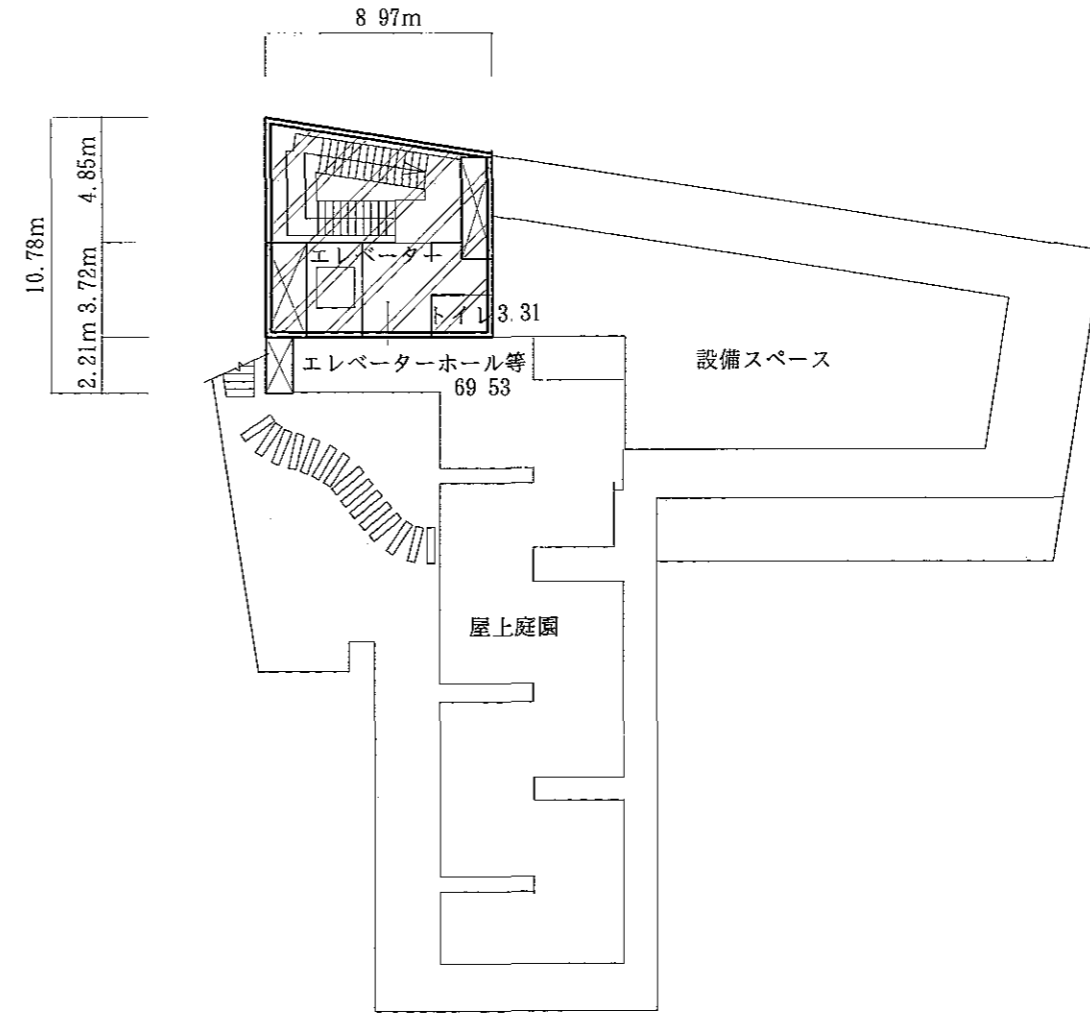 8 97m
4.85m
10.78m
3.72m
2.21m
エレベーター
トイレ3.31
エレベーターホール等
69 53
設備スペース
屋上庭園